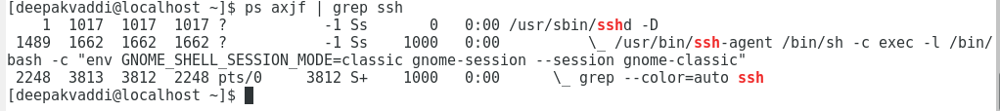 [deepakvaddi@localhost ~]$ ps axjf | grep ssh
    1  1017  1017  1017 ?           -1 Ss       0   0:00 /usr/sbin/sshd -D
 1489  1662  1662  1662 ?           -1 Ss    1000   0:00          \_ /usr/bin/ssh-agent /bin/sh -c exec -l /bin/
bash -c "env GNOME_SHELL_SESSION_MODE=classic gnome-session --session gnome-classic"
 2248  3813  3812  2248 pts/0     3812 S+    1000   0:00      \_ grep --color=auto ssh
[deepakvaddi@localhost ~]$